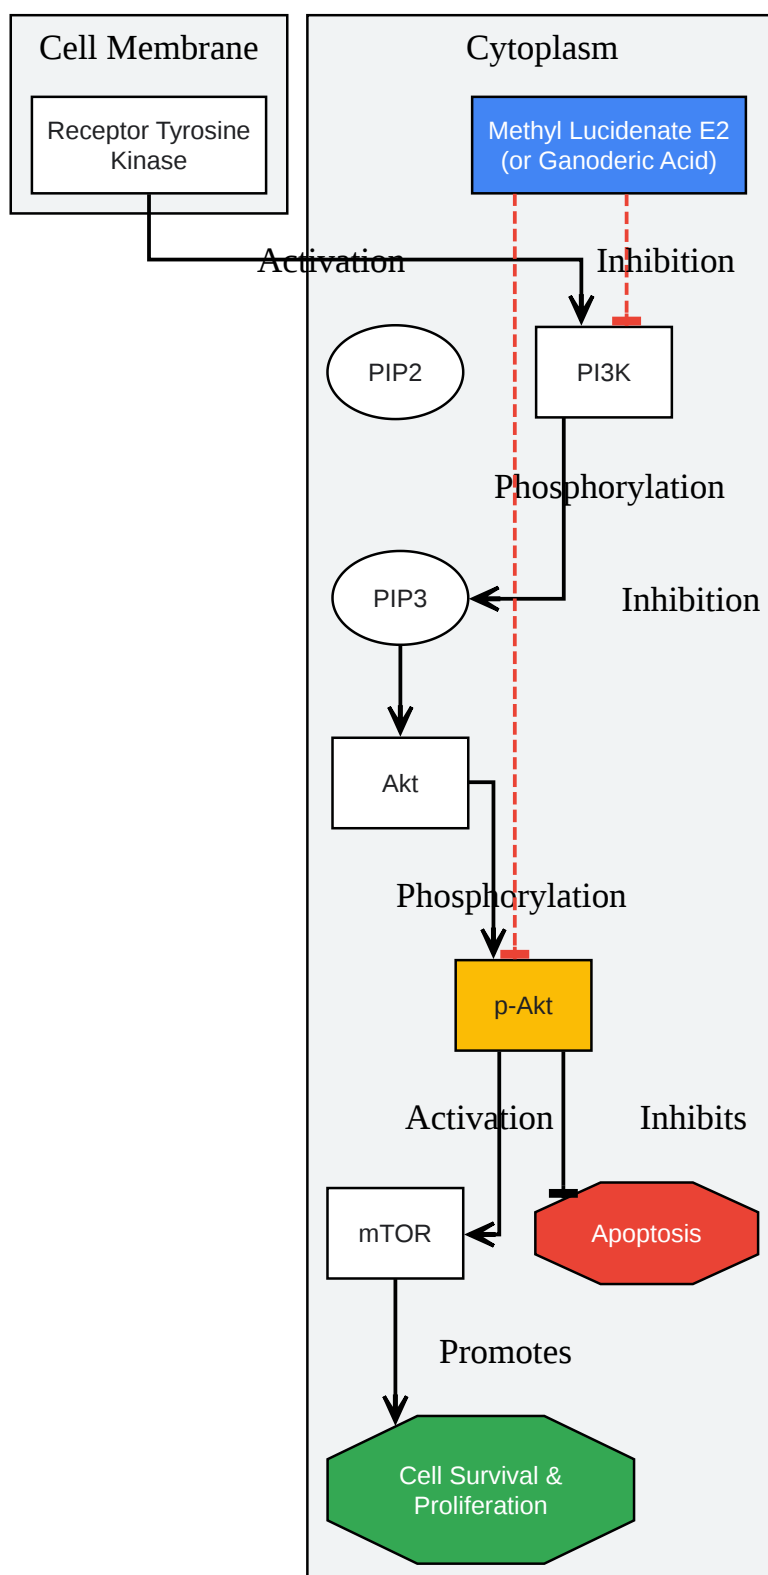 Cell Membrane
Cytoplasm
Receptor Tyrosine
Kinase
Methyl Lucidenate E2
(or Ganoderic Acid)
Activation
Inhibition
PIP2
PI3K
Phosphorylation
PIP3
Inhibition
Akt
Phosphorylation
p-Akt
Activation
Inhibits
mTOR
Apoptosis
Promotes
Cell Survival &
Proliferation